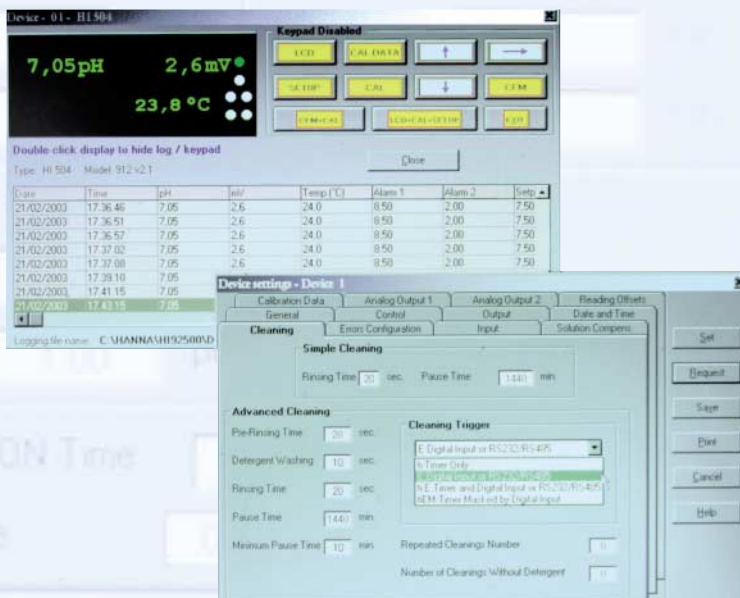 Device - 01 - HI504
Keypad Disabled
7,05pH 2,6mV
23,8 °C
LCD CAL DATA
SETUP CAL CFM
CFM+CAL LCD+CAL+SETUP
Double click display to hide log / keypad
Type: HI 504 Model: 912 v2.1
Close
Date Time pH mV Temp (°C) Alarm 1 Alarm 2 Setp
21/02/2003 17.36.46 7,05 2,6 24.0 8,50 2,00 7,50
21/02/2003 17.36.51 7,05 2,6 24.0 8,50 2,00 7,50
21/02/2003 17.36.57 7,05 2,6 24.0 8,50 2,00 7,50
21/02/2003 17.37.02 7,05 2,6 24.0 8,50 2,00 7,50
21/02/2003 17.37.08 7,05 2,6 24.0 8,50 2,00 7,50
21/02/2003 17.39.10 7,05
21/02/2003 17.41.15 7,05
21/02/2003 17.43.15 7,05
Logging file name C:\HANNA\HI92500\D
Device settings - Device 1
Calibration Data Analog Output 1 Analog Output 2 Reading Offsets
General Control Output Date and Time
Cleaning Errors Configuration Input Solution Compens.
Simple Cleaning
Rinsing Time 20 sec. Pause Time 1440 min
Advanced Cleaning
Pre-Rinsing Time 20 sec.
Detergent Washing 10 sec.
Rinsing Time 20 sec.
Pause Time 1440 min
Minimum Pause Time 10 min
Cleaning Trigger
E Digital Input or RS232/RS485
h Timer Only
E Digital Input or RS232/RS485
hE Timer and Digital Input or RS232/RS485
hEM Timer Masked by Digital Input
Repeated Cleanings Number 0
Number of Cleanings Without Detergent 0
Set
Request
Save
Print
Cancel
Help
ON Time